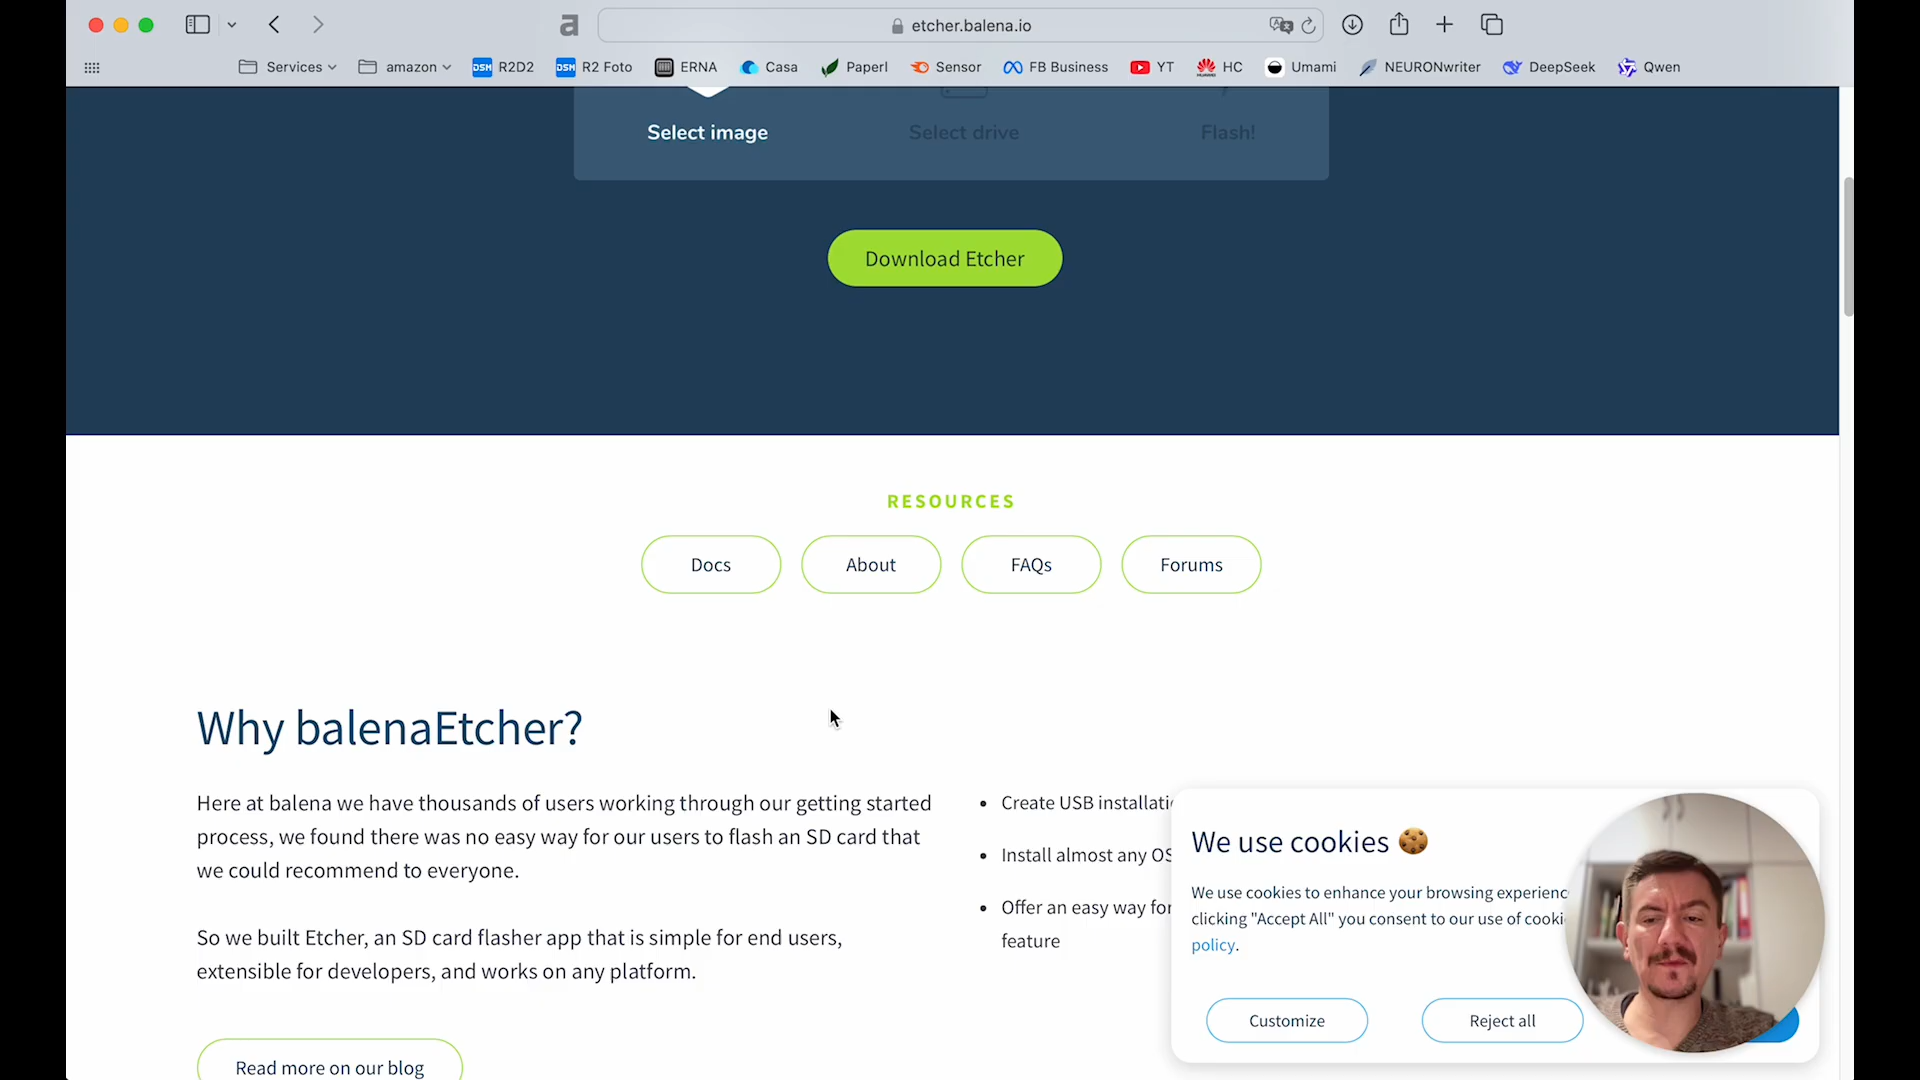 etcher.balena.io
Services
amazon
DSM R2D2
DSM R2 Foto
ERNA
Casa
Paperl
Sensor
FB Business
YT
HUAWEI HC
Umami
NEURONwriter
DeepSeek
Qwen
Select image
Select drive
Flash!
Download Etcher
RESOURCES
Docs
About
FAQs
Forums
Why balenaEtcher?
Here at balena we have thousands of users working through our getting started
process, we found there was no easy way for our users to flash an SD card that
we could recommend to everyone.
So we built Etcher, an SD card flasher app that is simple for end users,
extensible for developers, and works on any platform.
Read more on our blog
• Create USB installati
• Install almost any OS
• Offer an easy way for
feature
We use cookies 🍪
We use cookies to enhance your browsing experienc
clicking "Accept All" you consent to our use of cooki
policy.
Customize
Reject all